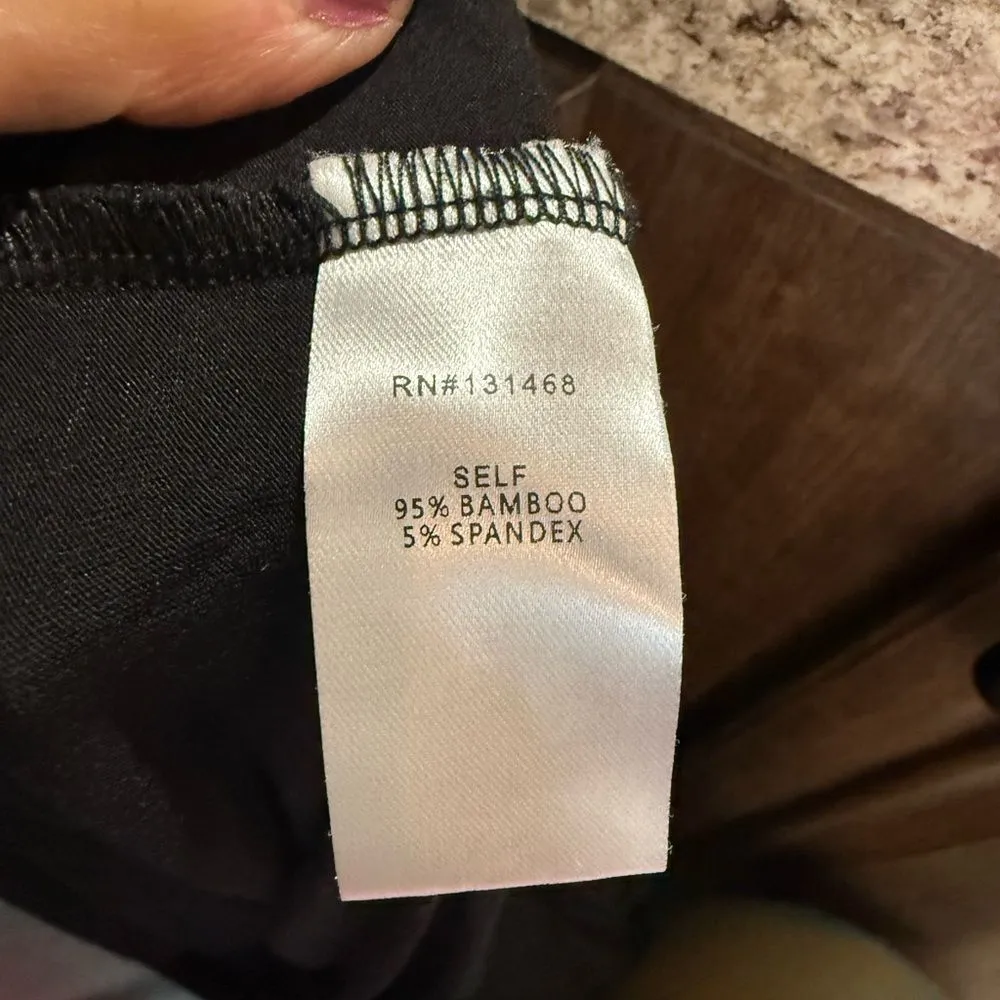 RN#131468
SELF
95% BAMBOO
5% SPANDEX